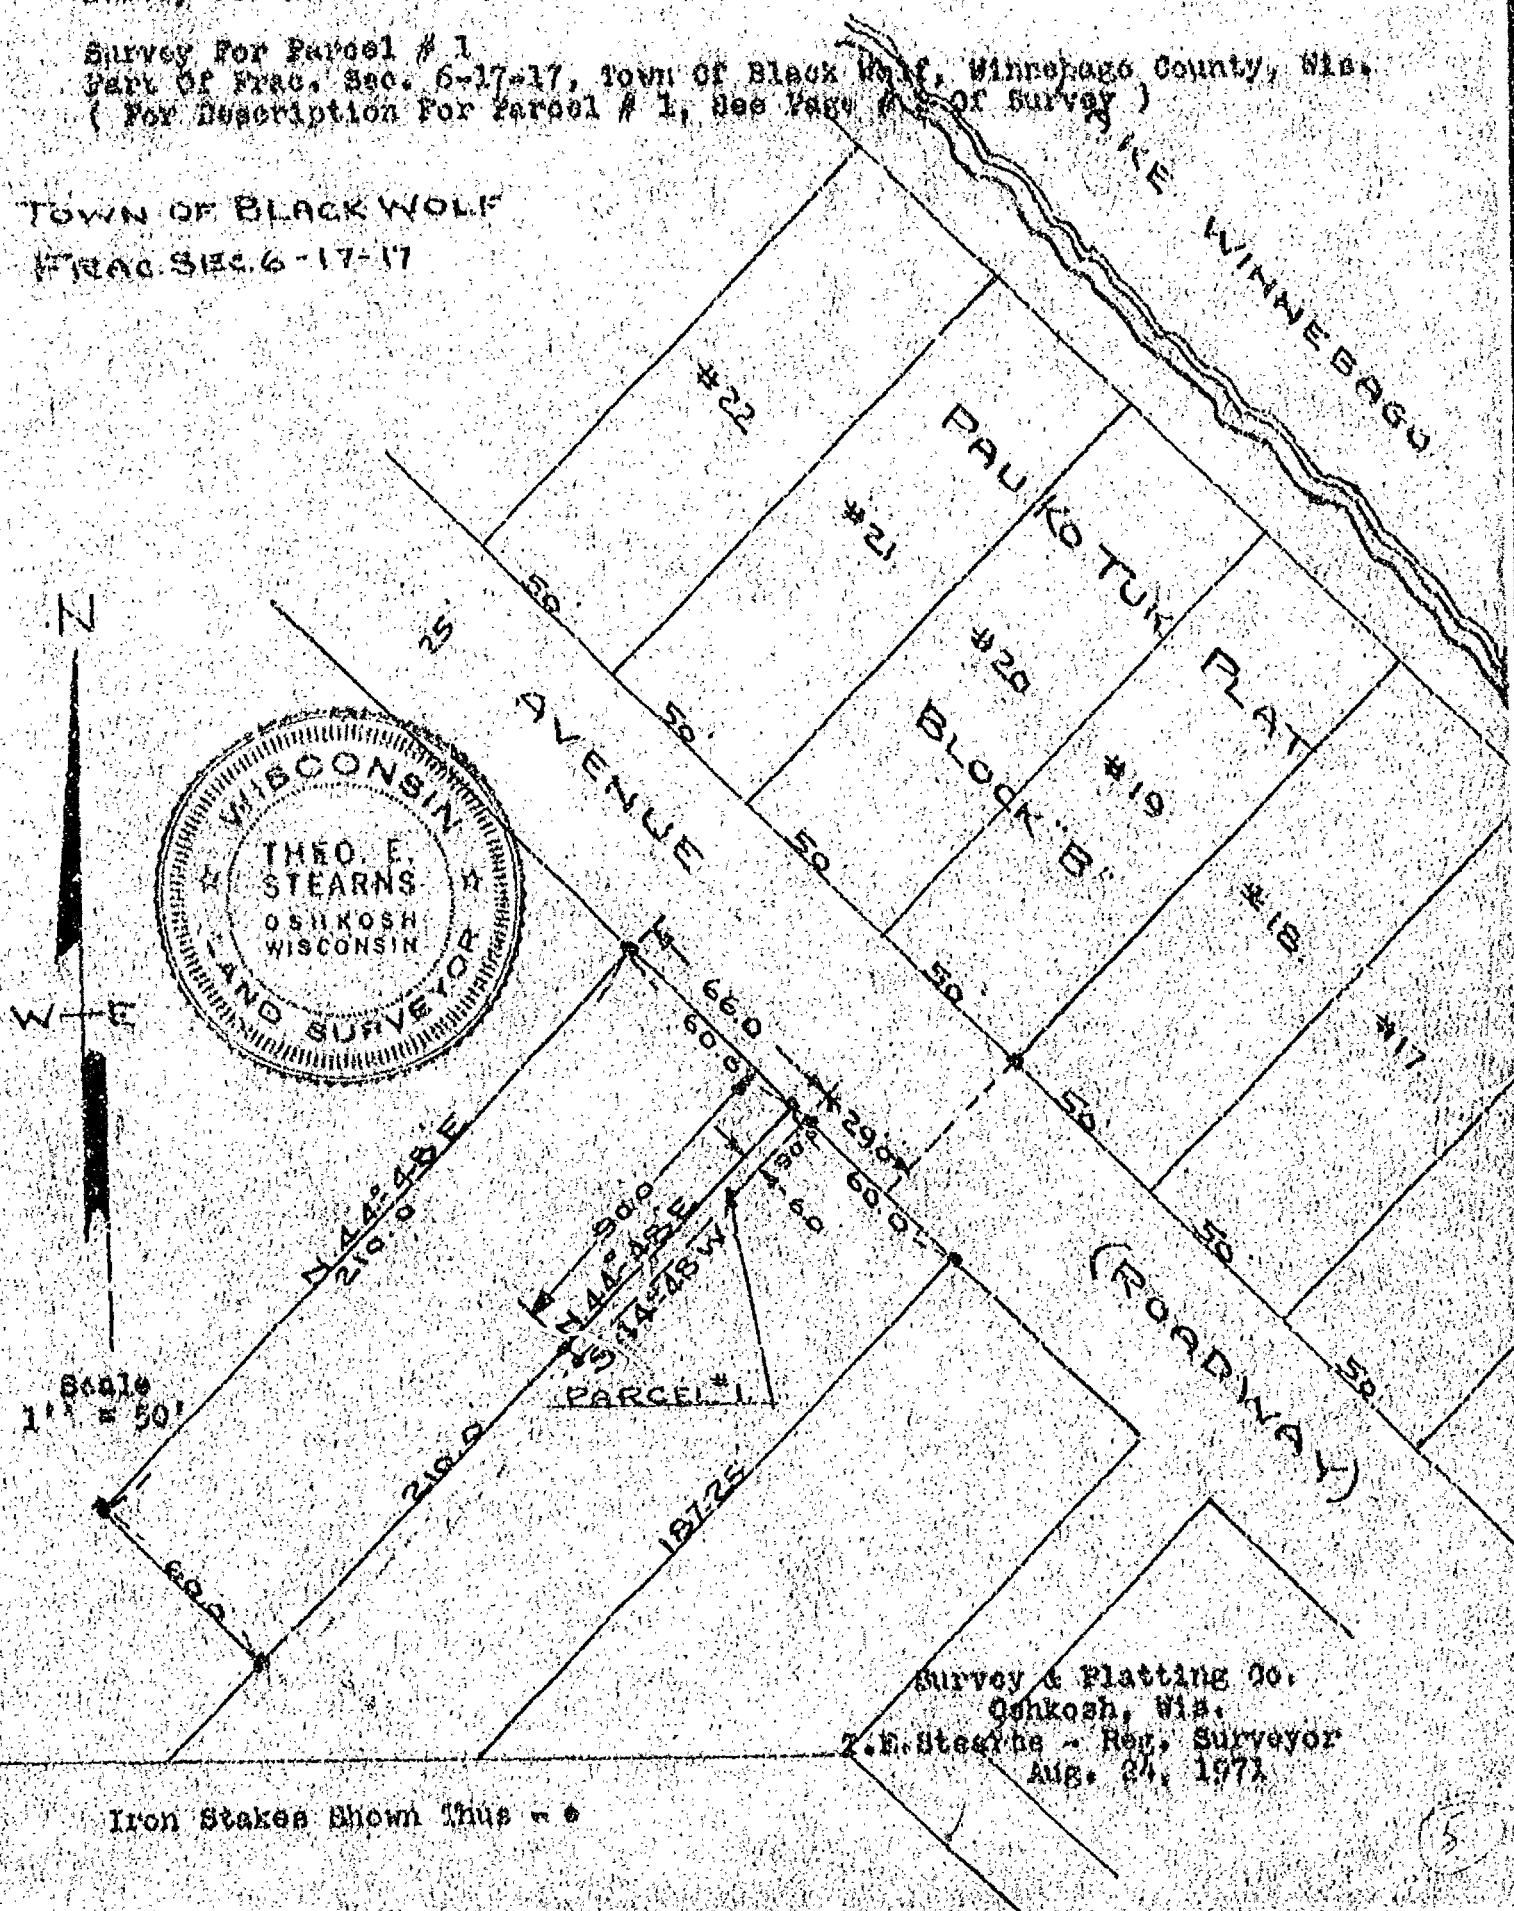 Survey For Parcel # 1
Part Of Frac. Sec. 6-17-17, Town Of Black Wolf, Winnebago County, Wis.
( For Description For Parcel # 1, See Page # Of Survey )
TOWN OF BLACK WOLF
FRAC. SEC. 6-17-17
LAKE WINNEBAGO
#22
#21
#20
#19
#18
#17
PAUKOTUK PLAT
BLOCK "B"
50'
50'
50'
50'
50'
50'
50'
25'
AVENUE
(ROADWAY)
N
W E
WISCONSIN
THEO. E.
STEARNS
OSHKOSH
WISCONSIN
LAND SURVEYOR
66.0
60.0
29.0
60.0
90.0
N 44°-48' E
210.0
N 44°-48' E
S 44°-48' W
PARCEL #1
210.0
187.25
60.0
Scale
1" = 50'
Survey & Platting Co.
Oshkosh, Wis.
T.E.Stearns - Reg. Surveyor
Aug. 24, 1971
Iron Stakes Shown Thus -
5